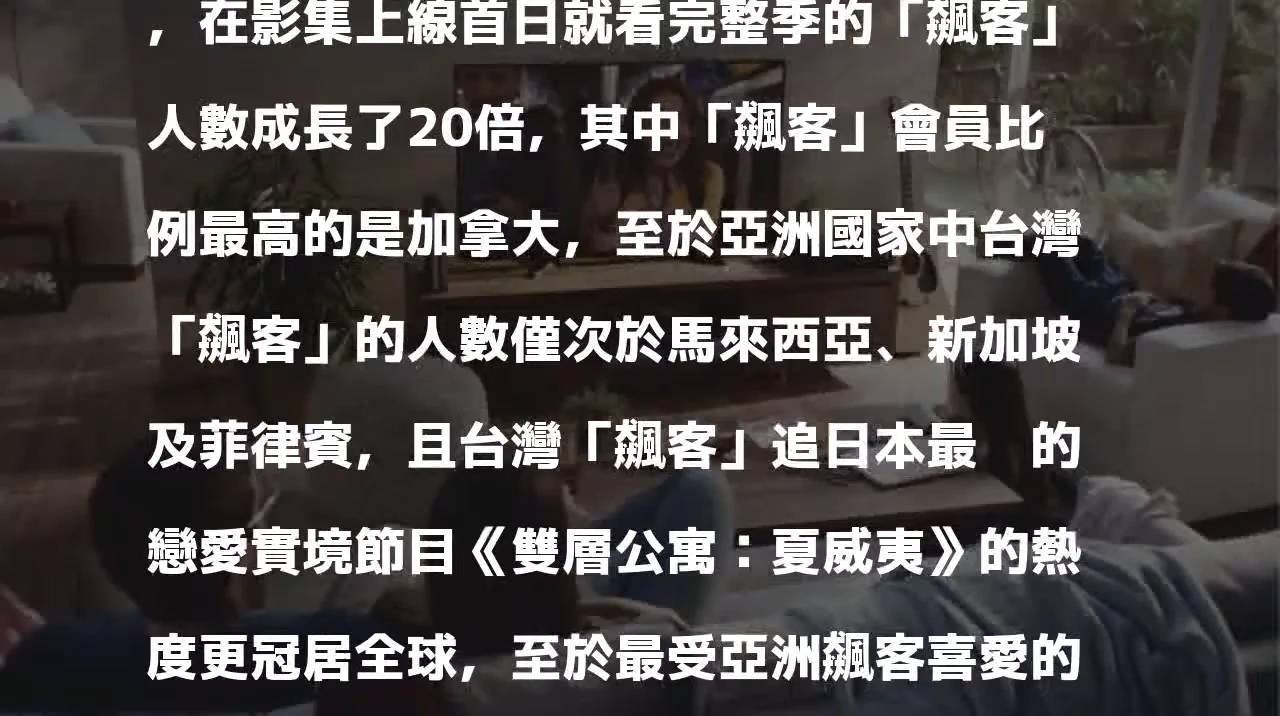 ，在影集上線首日就看完整季的「飆客」
人數成長了20倍，其中「飆客」會員比
例最高的是加拿大，至於亞洲國家中台灣
「飆客」的人數僅次於馬來西亞、新加坡
及菲律賓，且台灣「飆客」追日本最　的
戀愛實境節目《雙層公寓：夏威夷》的熱
度更冠居全球，至於最受亞洲飆客喜愛的